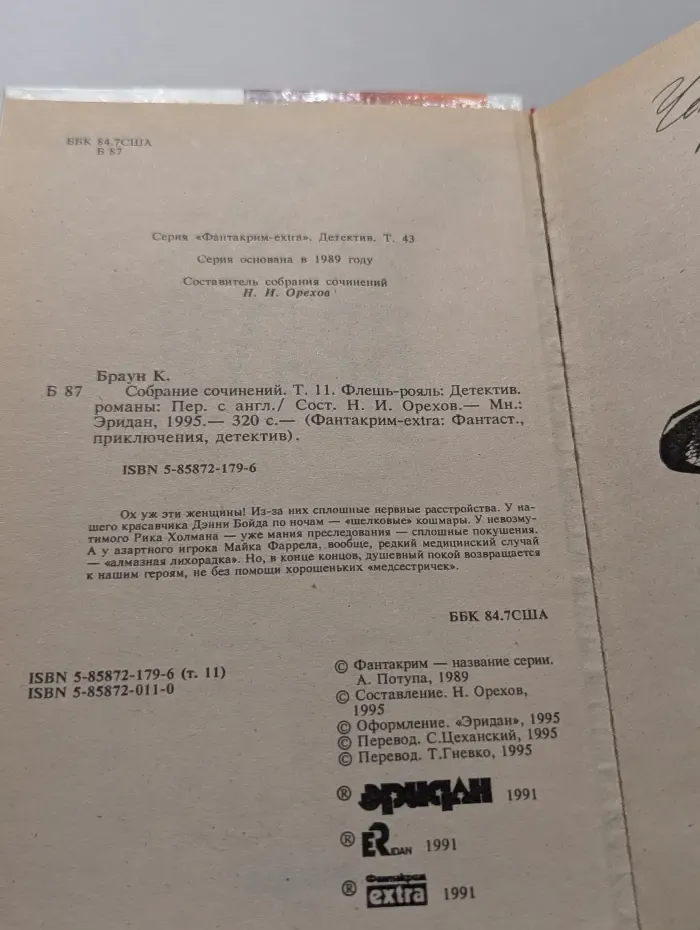 ББК 84.7США
Б 87
Серия «Фантакрим-extra». Детектив. Т. 43
Серия основана в 1989 году
Составитель собрания сочинений
Н. И. Орехов
Браун К.
Б 87 Собрание сочинений. Т. 11. Флешь-рояль: Детектив.
романы: Пер. с англ./ Сост. Н. И. Орехов.— Мн.:
Эридан, 1995.— 320 с.— (Фантакрим-extra: Фантаст.,
приключения, детектив).
ISBN 5-85872-179-6
Ох уж эти женщины! Из-за них сплошные нервные расстройства. У на-
шего красавчика Дэнни Бойда по ночам — «шелковые» кошмары. У невозму-
тимого Рика Холмана — уже мания преследования — сплошные покушения.
А у азартного игрока Майка Фаррела, вообще, редкий медицинский случай
— «алмазная лихорадка». Но, в конце концов, душевный покой возвращается
к нашим героям, не без помощи хорошеньких «медсестричек».
ББК 84.7США
ISBN 5-85872-179-6 (т. 11)
ISBN 5-85872-011-0
© Фантакрим — название серии.
А. Потупа, 1989
© Составление. Н. Орехов,
1995
© Оформление. «Эридан», 1995
© Перевод. С.Цеханский, 1995
© Перевод. Т.Гневко, 1995
® эридан 1991
® ERIDAN 1991
® Фантакрим extra 1991